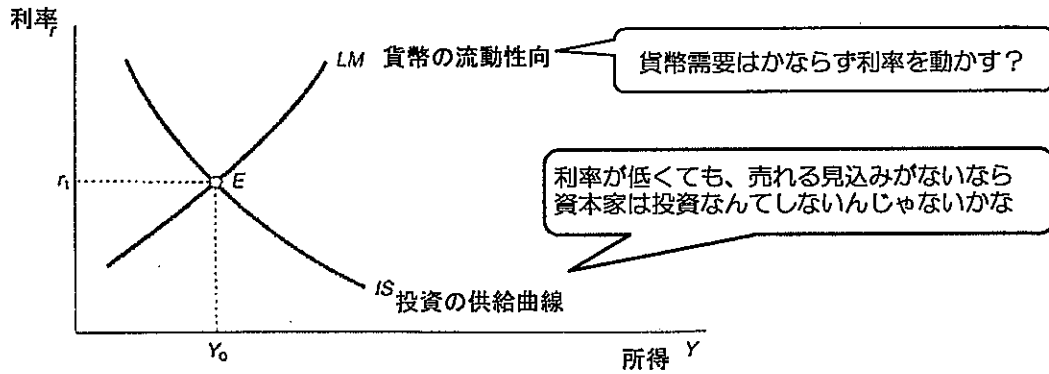 利率
r
LM 貨幣の流動性向
貨幣需要はかならず利率を動かす？
r₁
E
利率が低くても、売れる見込みがないなら
資本家は投資なんてしないんじゃないかな
IS 投資の供給曲線
Y₀
所得 Y